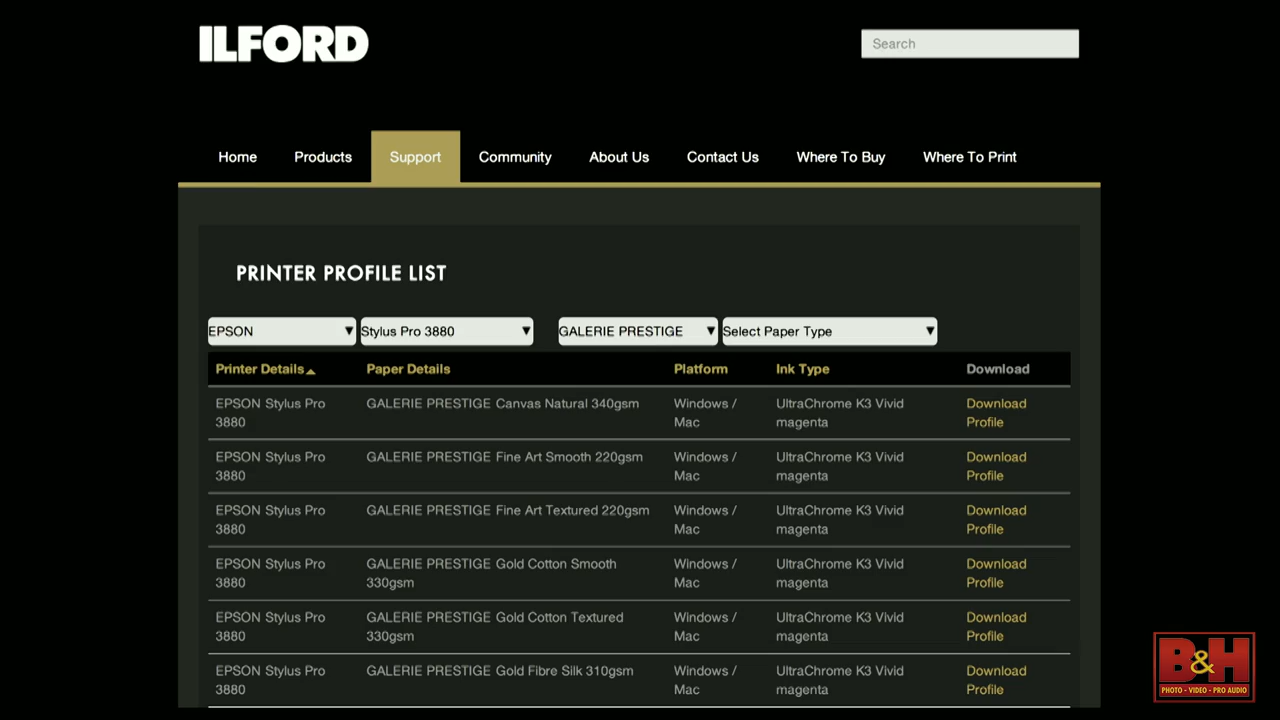 ILFORD
Search
Home Products Support Community About Us Contact Us Where To Buy Where To Print
PRINTER PROFILE LIST
EPSON Stylus Pro 3880 GALERIE PRESTIGE Select Paper Type
Printer Details Paper Details Platform Ink Type Download
EPSON Stylus Pro GALERIE PRESTIGE Canvas Natural 340gsm Windows / UltraChrome K3 Vivid Download
3880 Mac magenta Profile
EPSON Stylus Pro GALERIE PRESTIGE Fine Art Smooth 220gsm Windows / UltraChrome K3 Vivid Download
3880 Mac magenta Profile
EPSON Stylus Pro GALERIE PRESTIGE Fine Art Textured 220gsm Windows / UltraChrome K3 Vivid Download
3880 Mac magenta Profile
EPSON Stylus Pro GALERIE PRESTIGE Gold Cotton Smooth Windows / UltraChrome K3 Vivid Download
3880 330gsm Mac magenta Profile
EPSON Stylus Pro GALERIE PRESTIGE Gold Cotton Textured Windows / UltraChrome K3 Vivid Download
3880 330gsm Mac magenta Profile
EPSON Stylus Pro GALERIE PRESTIGE Gold Fibre Silk 310gsm Windows / UltraChrome K3 Vivid Download
3880 Mac magenta Profile
B&H
PHOTO - VIDEO - PRO AUDIO